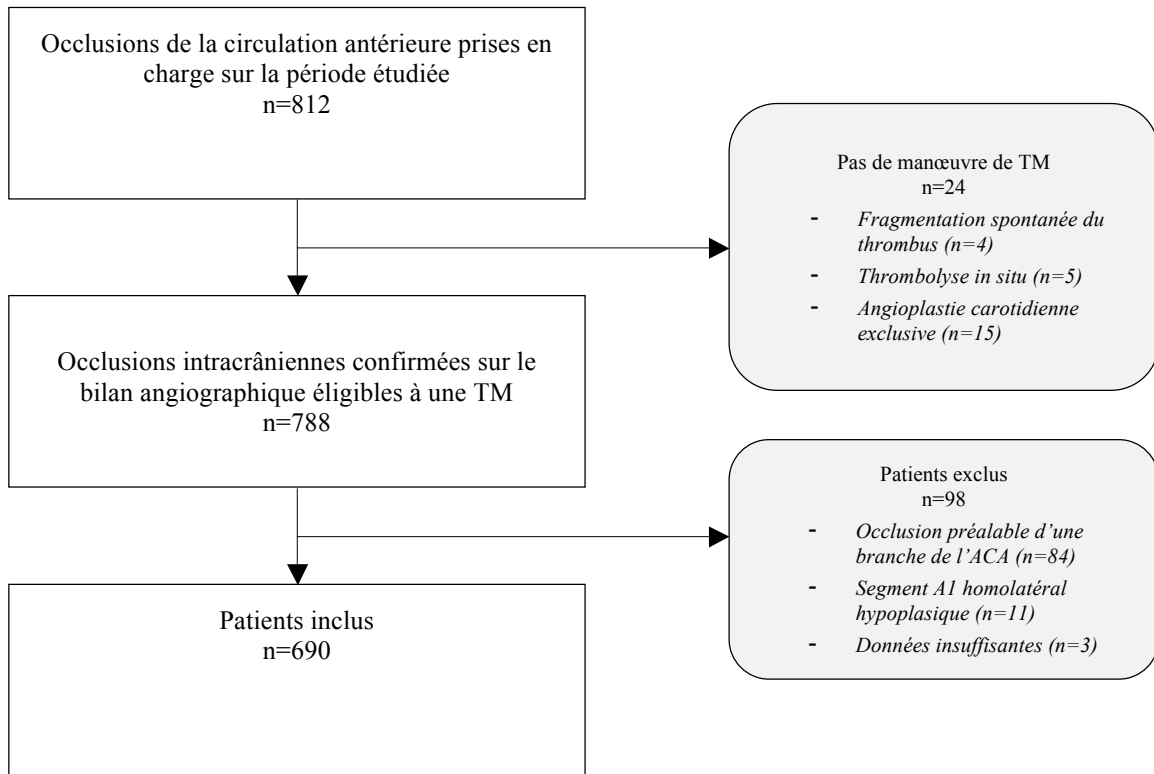 Occlusions de la circulation antérieure prises en
charge sur la période étudiée
n=812
Pas de manœuvre de TM
n=24
- Fragmentation spontanée du
thrombus (n=4)
- Thrombolyse in situ (n=5)
- Angioplastie carotidienne
exclusive (n=15)
Occlusions intracrâniennes confirmées sur le
bilan angiographique éligibles à une TM
n=788
Patients exclus
n=98
- Occlusion préalable d’une
branche de l’ACA (n=84)
- Segment A1 homolatéral
hypoplasique (n=11)
- Données insuffisantes (n=3)
Patients inclus
n=690